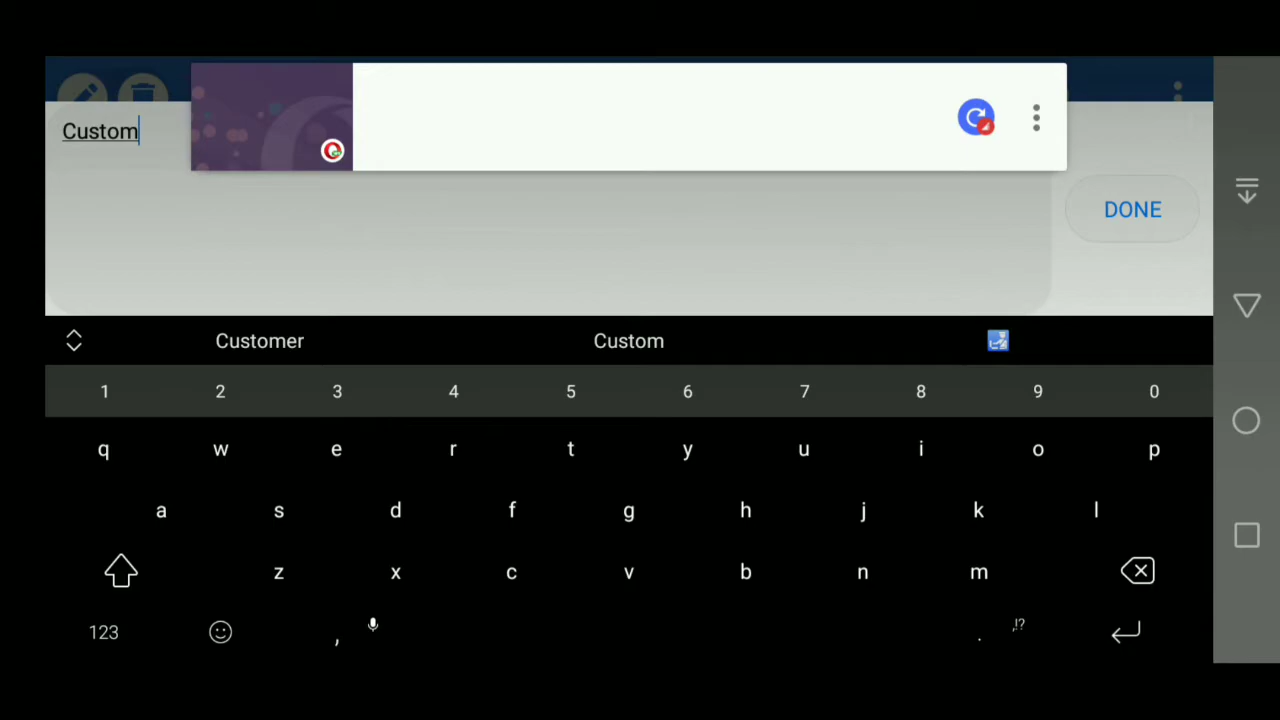 Custom
DONE
Customer Custom
1 2 3 4 5 6 7 8 9 0
q w e r t y u i o p
a s d f g h j k l
z x c v b n m
123 , . ,!?